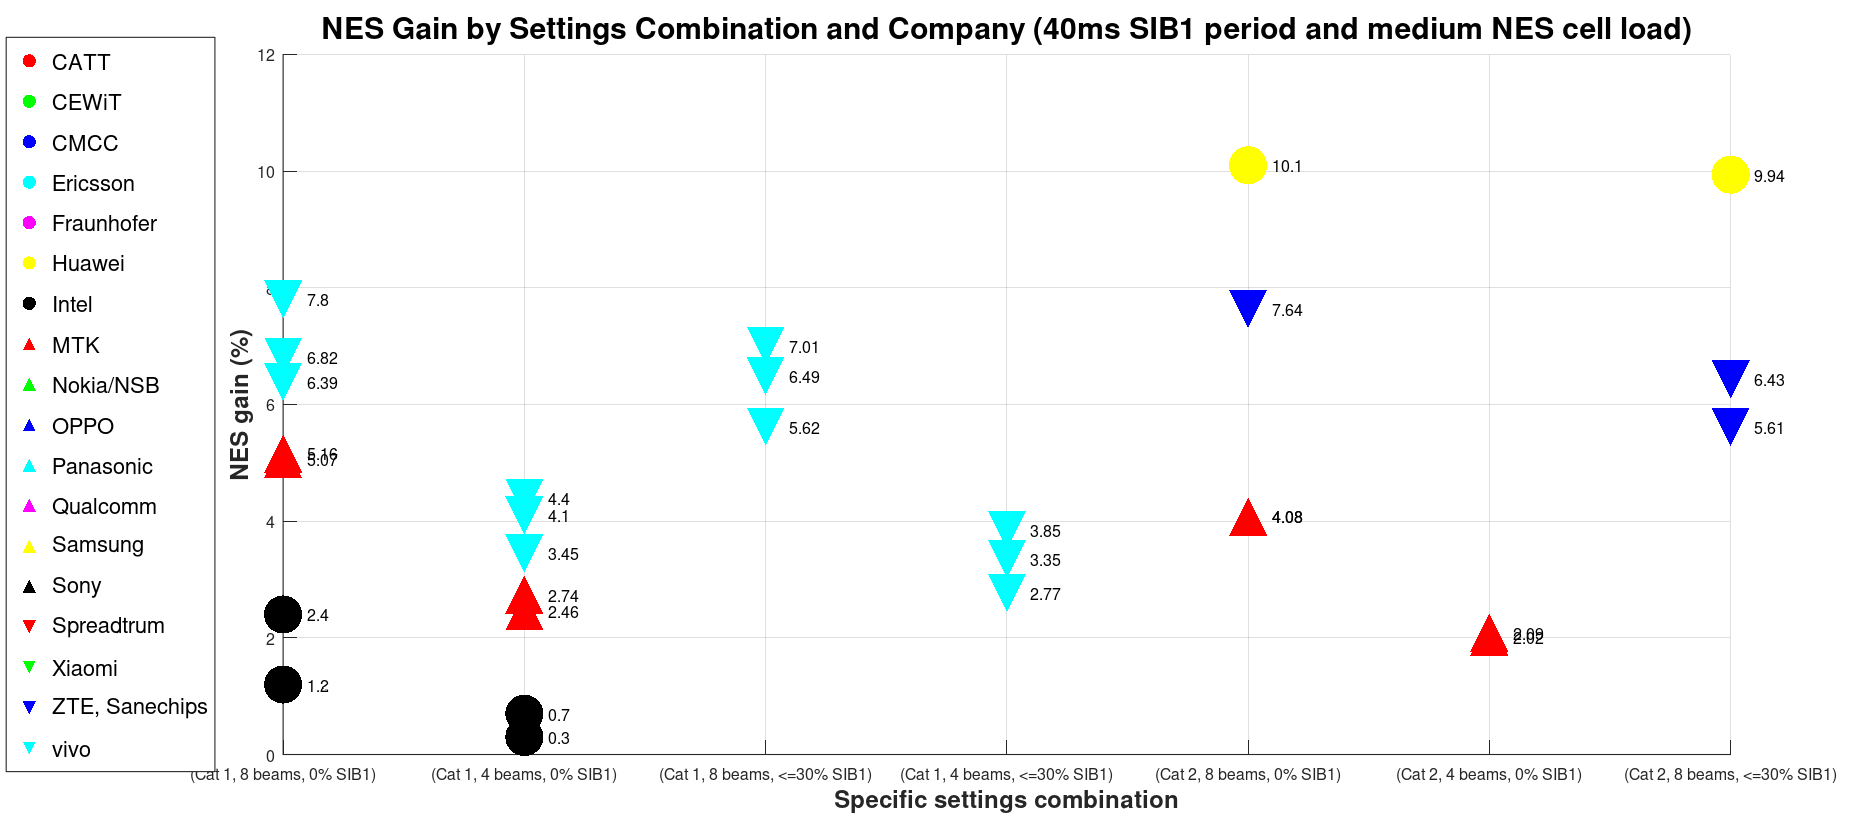 NES Gain by Settings Combination and Company (40ms SIB1 period and medium NES cell load)
CATT
CEWiT
CMCC
Ericsson
Fraunhofer
Huawei
Intel
MTK
Nokia/NSB
OPPO
Panasonic
Qualcomm
Samsung
Sony
Spreadtrum
Xiaomi
ZTE, Sanechips
vivo
NES gain (%)
12
10
6
4
2
0
7.8
6.82
6.39
5.16
5.07
2.4
1.2
4.4
4.1
3.45
2.74
2.46
0.7
0.3
7.01
6.49
5.62
3.85
3.35
2.77
10.1
7.64
4.08
2.09
2.02
9.94
6.43
5.61
(Cat 1, 8 beams, 0% SIB1)
(Cat 1, 4 beams, 0% SIB1)
(Cat 1, 8 beams, <=30% SIB1)
(Cat 1, 4 beams, <=30% SIB1)
(Cat 2, 8 beams, 0% SIB1)
(Cat 2, 4 beams, 0% SIB1)
(Cat 2, 8 beams, <=30% SIB1)
Specific settings combination